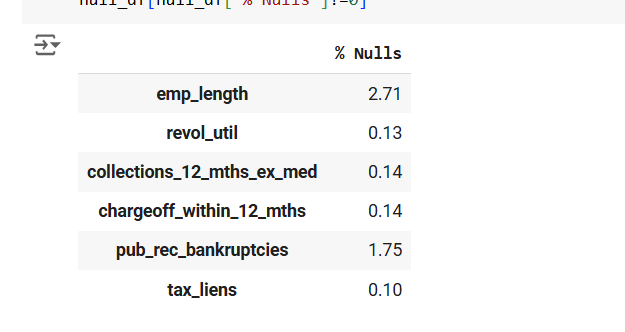 null_df[null_df['% Nulls']!=0]
% Nulls
emp_length 2.71
revol_util 0.13
collections_12_mths_ex_med 0.14
chargeoff_within_12_mths 0.14
pub_rec_bankruptcies 1.75
tax_liens 0.10